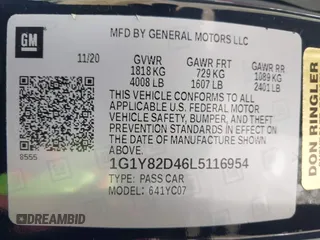 GM
MFD BY GENERAL MOTORS LLC
11/20
GVWR GAWR FRT GAWR RR
1818 KG 729 KG 1089 KG
4008 LB 1607 LB 2401 LB
THIS VEHICLE CONFORMS TO ALL
APPLICABLE U.S. FEDERAL MOTOR
VEHICLE SAFETY, BUMPER, AND THEFT
PREVENTION STANDARDS IN EFFECT
ON THE DATE OF MANUFACTURE
SHOWN ABOVE.
1G1Y82D46L5116954
8555
TYPE: PASS CAR
MODEL: 641YC07
DON RINGLER
DREAMBID